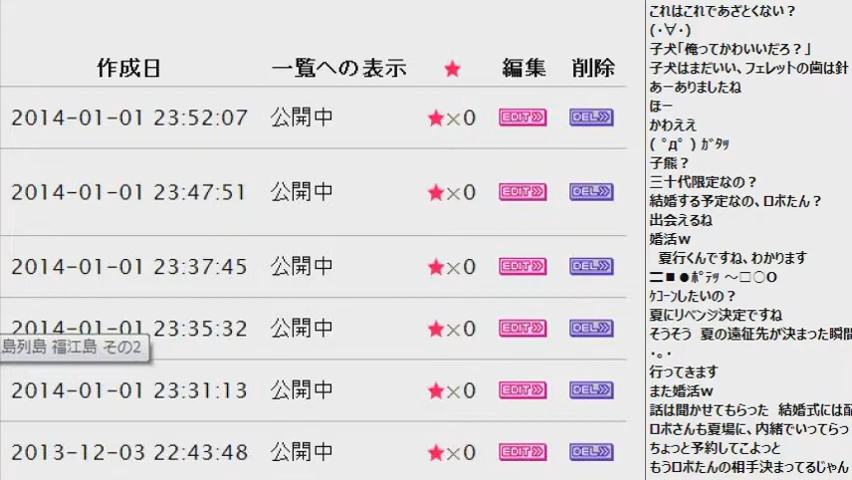 作成日 一覧への表示 ★ 編集 削除
2014-01-01 23:52:07 公開中 ★×0 EDIT DEL
2014-01-01 23:47:51 公開中 ★×0 EDIT DEL
2014-01-01 23:37:45 公開中 ★×0 EDIT DEL
2014-01-01 23:35:32 公開中 ★×0 EDIT DEL
島列島 福江島 その2
2014-01-01 23:31:13 公開中 ★×0 EDIT DEL
2013-12-03 22:43:48 公開中 ★×0 EDIT DEL
これはこれであざとくない？
(・∀・)
子犬「俺ってかわいいだろ？」
子犬はまだいい、フェレットの歯は針
あーありましたね
ほー
かわええ
( ﾟдﾟ) ｶﾞﾀｯ
子熊？
三十代限定なの？
結婚する予定なの、ロボたん？
出会えるね
婚活ｗ
夏行くんですね、わかります
二■●ﾎﾟﾃｯ ～□○Ｏ
ｹｺｰﾝしたいの？
夏にリベンジ決定ですね
そうそう　夏の遠征先が決まった瞬間
・。・
行ってきます
また婚活ｗ
話は聞かせてもらった　結婚式には配
ロボさんも夏場に、内緒でいってらっ
ちょっと予約してこよっと
もうロボたんの相手決まってるじゃん